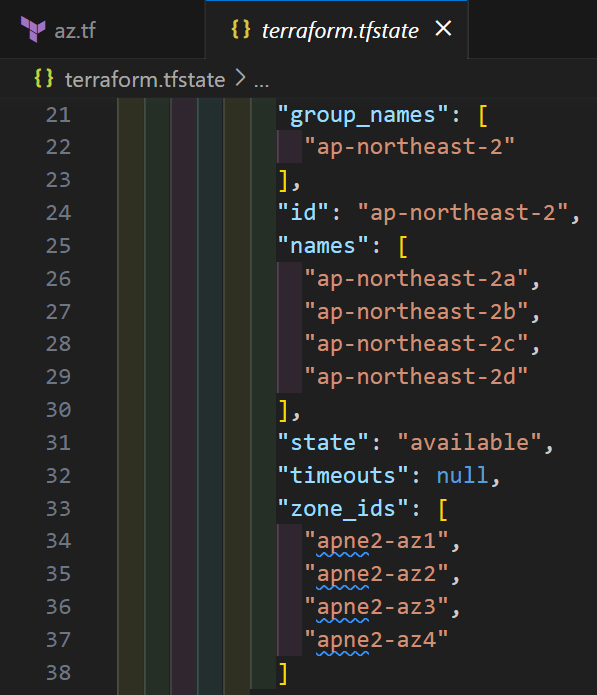 az.tf
{} terraform.tfstate ×
{} terraform.tfstate > ...
21 "group_names": [
22 "ap-northeast-2"
23 ],
24 "id": "ap-northeast-2",
25 "names": [
26 "ap-northeast-2a",
27 "ap-northeast-2b",
28 "ap-northeast-2c",
29 "ap-northeast-2d"
30 ],
31 "state": "available",
32 "timeouts": null,
33 "zone_ids": [
34 "apne2-az1",
35 "apne2-az2",
36 "apne2-az3",
37 "apne2-az4"
38 ]